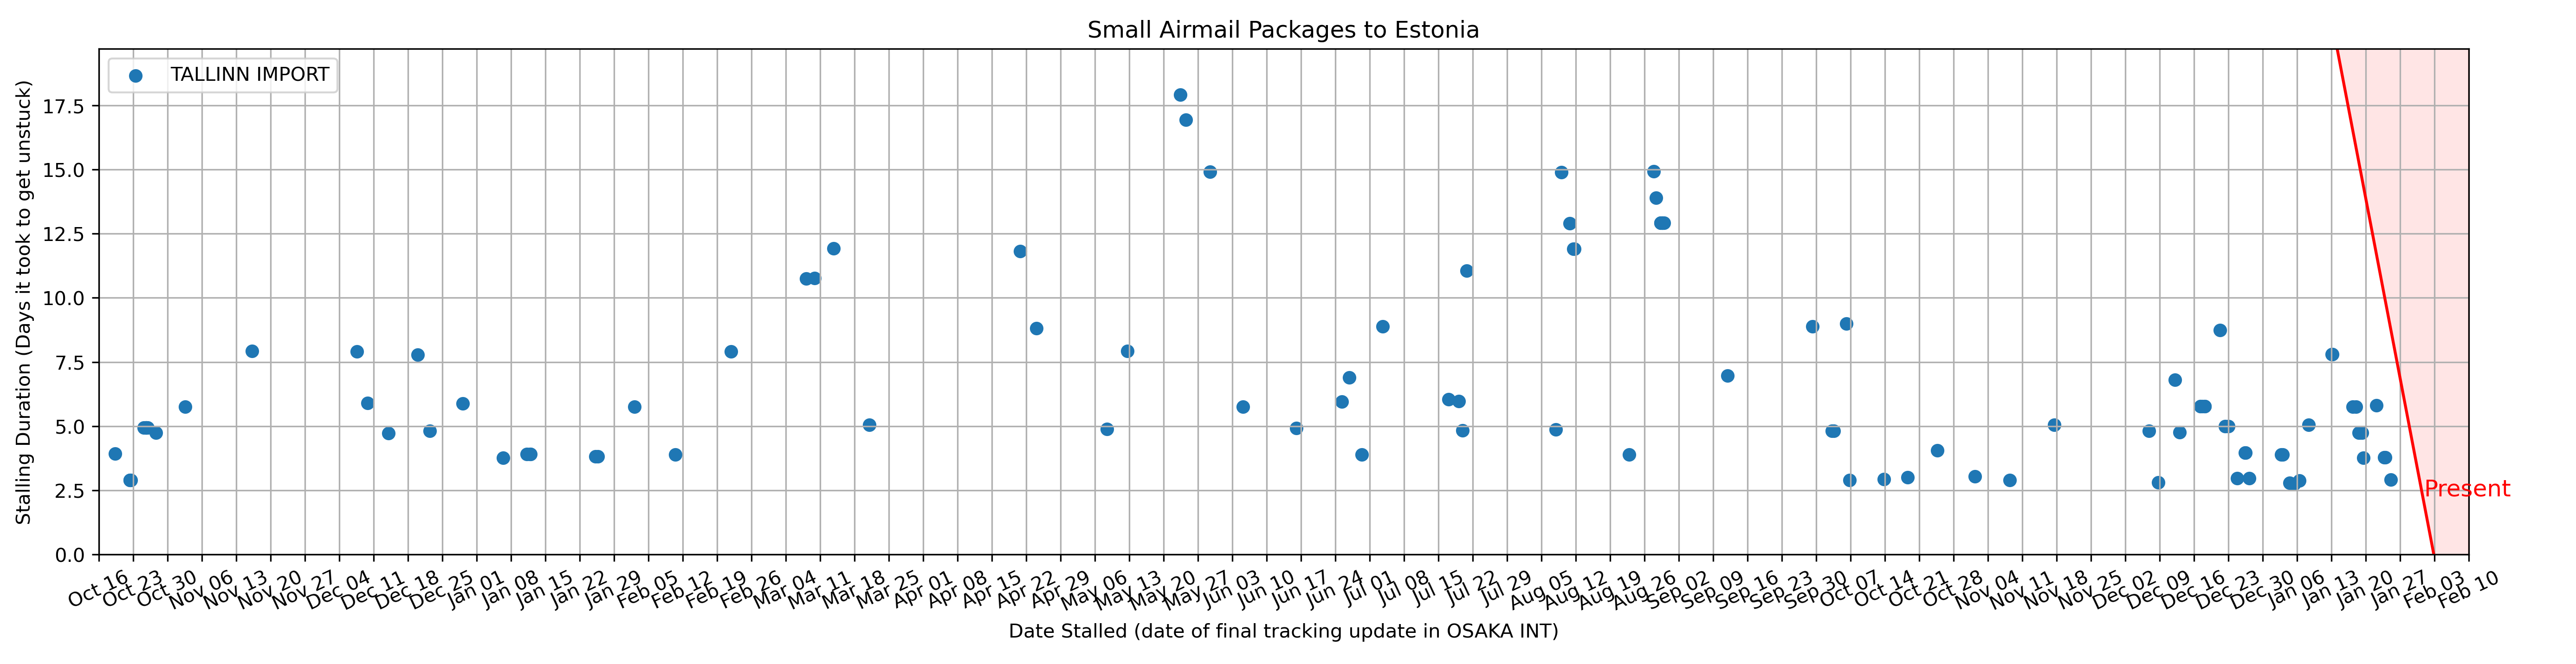 Small Airmail Packages to Estonia
TALLINN IMPORT
Stalling Duration (Days it took to get unstuck)
17.5
15.0
12.5
10.0
7.5
5.0
2.5
0.0
Present
Oct 16
Oct 23
Oct 30
Nov 06
Nov 13
Nov 20
Nov 27
Dec 04
Dec 11
Dec 18
Dec 25
Jan 01
Jan 08
Jan 15
Jan 22
Jan 29
Feb 05
Feb 12
Feb 19
Feb 26
Mar 04
Mar 11
Mar 18
Mar 25
Apr 01
Apr 08
Apr 15
Apr 22
Apr 29
May 06
May 13
May 20
May 27
Jun 03
Jun 10
Jun 17
Jun 24
Jul 01
Jul 08
Jul 15
Jul 22
Jul 29
Aug 05
Aug 12
Aug 19
Aug 26
Sep 02
Sep 09
Sep 16
Sep 23
Sep 30
Oct 07
Oct 14
Oct 21
Oct 28
Nov 04
Nov 11
Nov 18
Nov 25
Dec 02
Dec 09
Dec 16
Dec 23
Dec 30
Jan 06
Jan 13
Jan 20
Jan 27
Feb 03
Feb 10
Date Stalled (date of final tracking update in OSAKA INT)